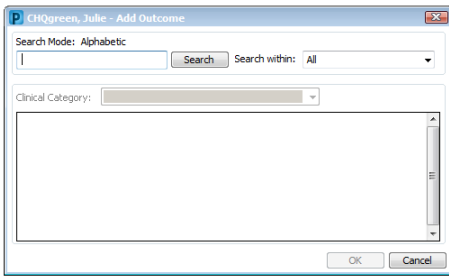 P CHQgreen, Julie - Add Outcome
Search Mode: Alphabetic
Search Search within: All
Clinical Category:
OK Cancel